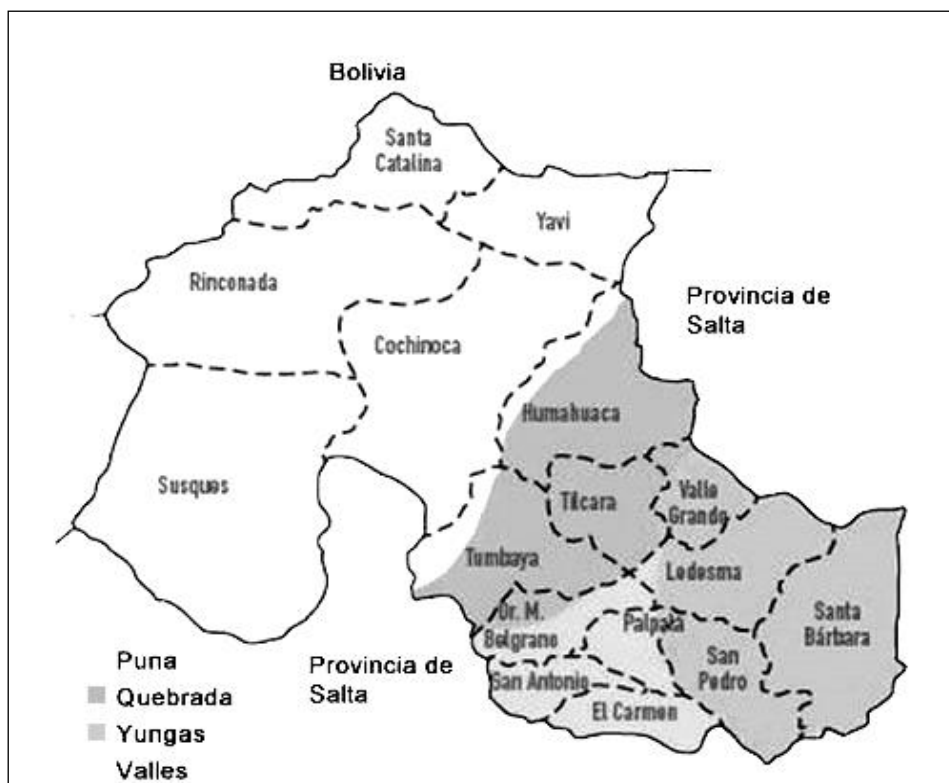 Bolivia
Santa
Catalina
Yavi
Rinconada
Provincia de
Salta
Cochinoca
Humahuaca
Susques
Tilcara
Valle
Grande
Tumbaya
Ledesma
Dr. M.
Belgrano
Palpalá
Santa
Bárbara
San
Pedro
San Antonio
El Carmen
Provincia de
Salta
Puna
Quebrada
Yungas
Valles